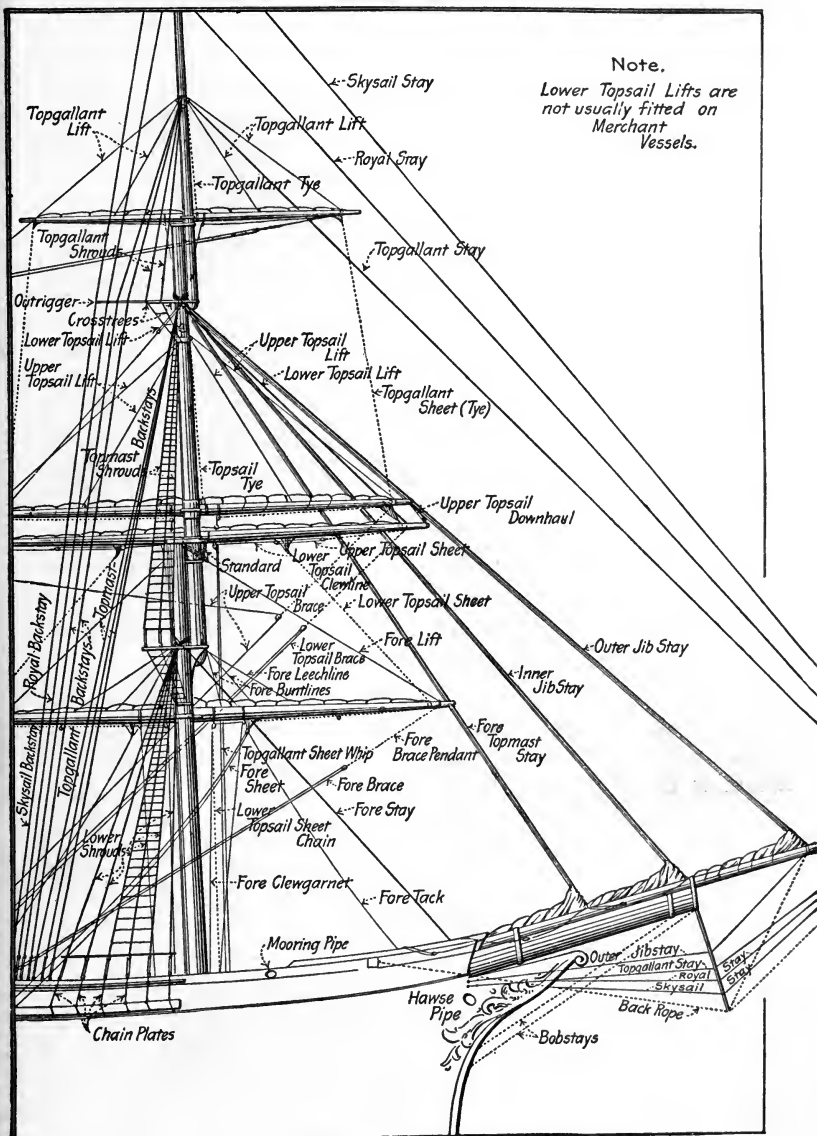 Note.
Lower Topsail Lifts are
not usually fitted on
Merchant
Vessels.
Skysail Stay
Topgallant
Lift
Topgallant Lift
Royal Stay
Topgallant Tye
Topgallant
Shrouds
Topgallant Stay
Outrigger
Crosstrees
Lower Topsail Lift
Upper Topsail
Lift
Lower Topsail Lift
Upper
Topsail Lift
Backstays
Topgallant
Sheet (Tye)
Topmast
Shrouds
Topsail
Tye
Upper Topsail
Downhaul
Standard
Lower
Topsail
Clewline
Upper Topsail Sheet
Upper Topsail
Brace
Lower Topsail Sheet
Topmast
Fore Lift
Lower
Topsail Brace
Outer Jib Stay
Royal Backstay
Backstays
Fore Leechline
Inner
Jib Stay
Fore Buntlines
Skysail Backstay
Topgallant
Topgallant Sheet Whip
Fore
Brace Pendant
Fore
Topmast
Stay
Fore
Sheet
Fore Brace
Lower
Topsail Sheet
Chain
Fore Stay
Lower
Shrouds
Fore Clewgarnet
Fore Tack
Mooring Pipe
Outer Jibstay
Topgallant Stay
Royal Stay
Skysail Stay
Hawse
Pipe
Back Rope
Chain Plates
Bobstays